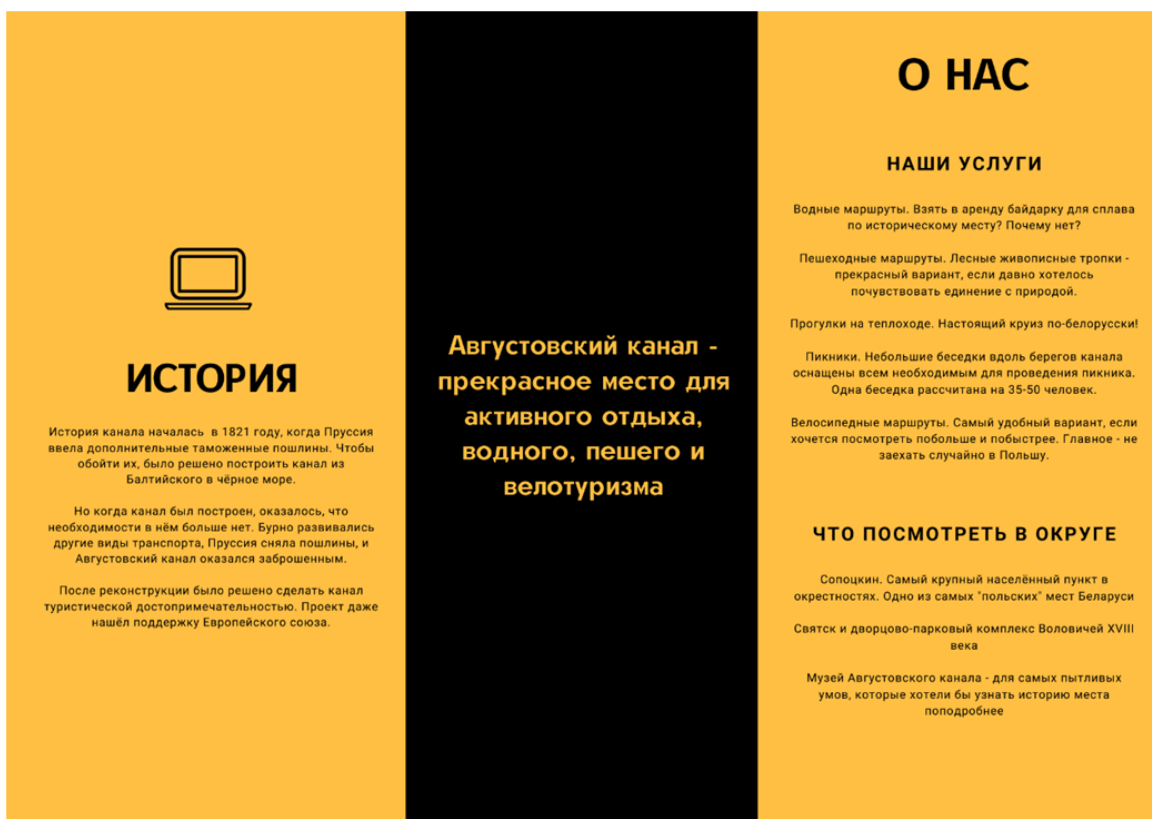 ИСТОРИЯ
История канала началась в 1821 году, когда Пруссия
ввела дополнительные таможенные пошлины. Чтобы
обойти их, было решено построить канал из
Балтийского в чёрное море.
Но когда канал был построен, оказалось, что
необходимости в нём больше нет. Бурно развивались
другие виды транспорта, Пруссия сняла пошлины, и
Августовский канал оказался заброшенным.
После реконструкции было решено сделать канал
туристической достопримечательностью. Проект даже
нашёл поддержку Европейского союза.
Августовский канал -
прекрасное место для
активного отдыха,
водного, пешего и
велотуризма
О НАС
НАШИ УСЛУГИ
Водные маршруты. Взять в аренду байдарку для сплава
по историческому месту? Почему нет?
Пешеходные маршруты. Лесные живописные тропки -
прекрасный вариант, если давно хотелось
почувствовать единение с природой.
Прогулки на теплоходе. Настоящий круиз по-белорусски!
Пикники. Небольшие беседки вдоль берегов канала
оснащены всем необходимым для проведения пикника.
Одна беседка рассчитана на 35-50 человек.
Велосипедные маршруты. Самый удобный вариант, если
хочется посмотреть побольше и побыстрее. Главное - не
заехать случайно в Польшу.
ЧТО ПОСМОТРЕТЬ В ОКРУГЕ
Сопоцкин. Самый крупный населённый пункт в
окрестностях. Одно из самых "польских" мест Беларуси
Святск и дворцово-парковый комплекс Воловичей XVIII
века
Музей Августовского канала - для самых пытливых
умов, которые хотели бы узнать историю места
поподробнее